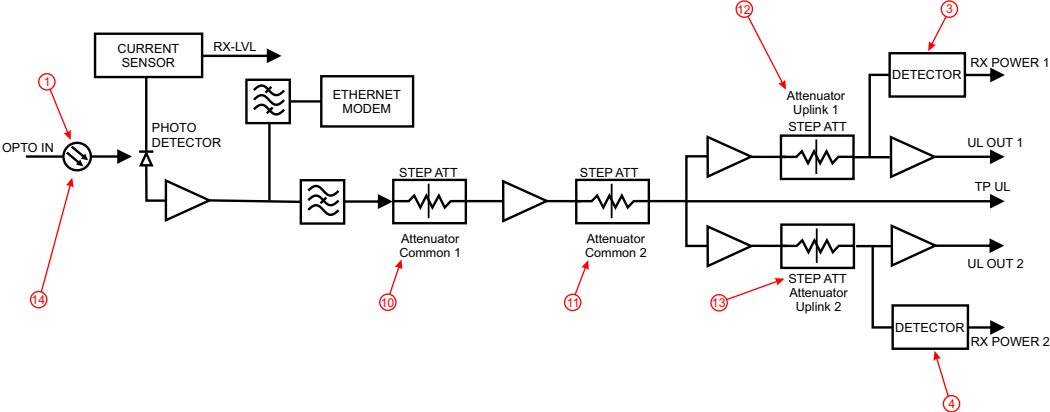 12
3
CURRENT
SENSOR
RX-LVL
DETECTOR
RX POWER 1
1
ETHERNET
MODEM
Attenuator
Uplink 1
STEP ATT
PHOTO
DETECTOR
OPTO IN
UL OUT 1
STEP ATT
STEP ATT
TP UL
Attenuator
Common 1
Attenuator
Common 2
UL OUT 2
STEP ATT
Attenuator
Uplink 2
14
10
11
13
DETECTOR
RX POWER 2
4